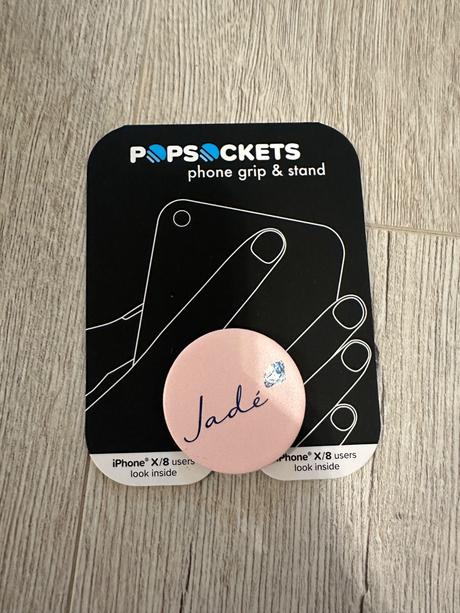 POPSOCKETS
phone grip & stand
Jadé
iPhone® X/8 users
look inside
iPhone® X/8 users
look inside